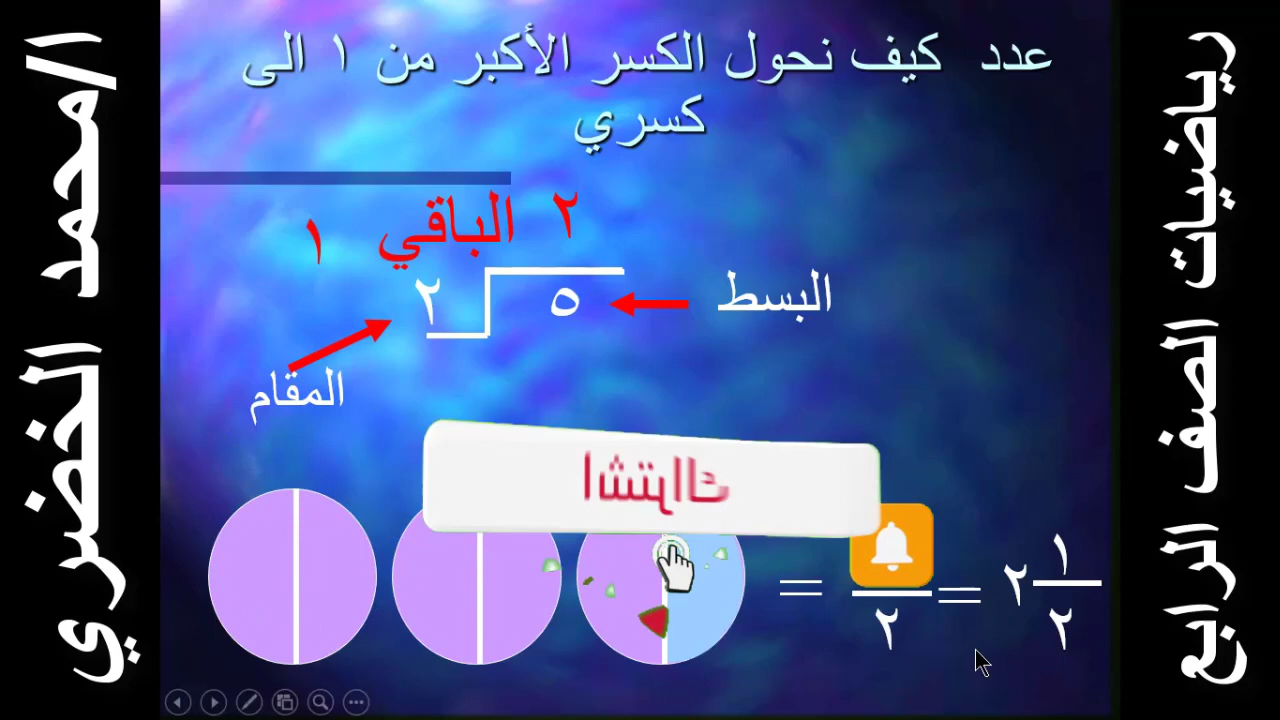 عدد كيف نحول الكسر الأكبر من ١ الى
كسري
٢ الباقي ١
٢ ٥
البسط
المقام
اشتراك
= ٢ = ٢ ١ ٢
رياضيات الصف الرابع
ا/محمد الخضري